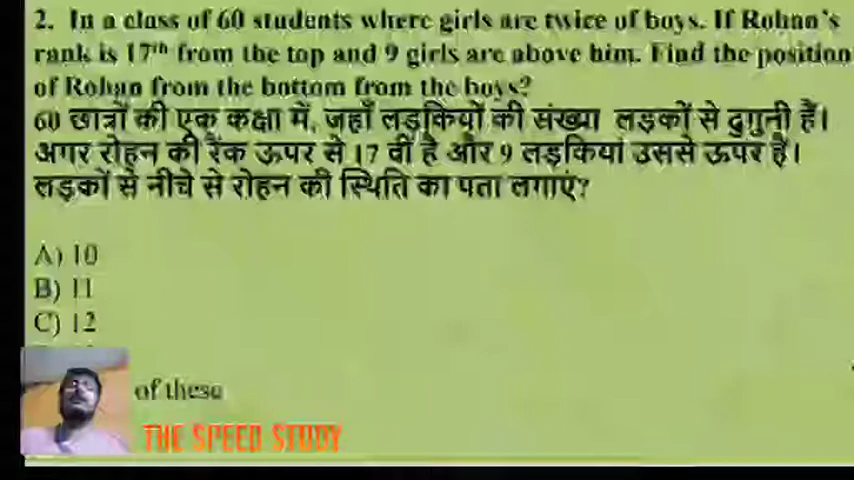 2. In a class of 60 students where girls are twice of boys. If Rohan's
rank is 17th from the top and 9 girls are above him. Find the position
of Rohan from the bottom from the boys?
60 छात्रों की एक कक्षा में, जहाँ लड़कियों की संख्या लड़कों से दुगुनी हैं।
अगर रोहन की रैंक ऊपर से 17 वीं है और 9 लड़कियां उससे ऊपर हैं।
लड़कों से नीचे से रोहन की स्थिति का पता लगाएं?
A) 10
B) 11
C) 12
of these
THE SPEED STUDY